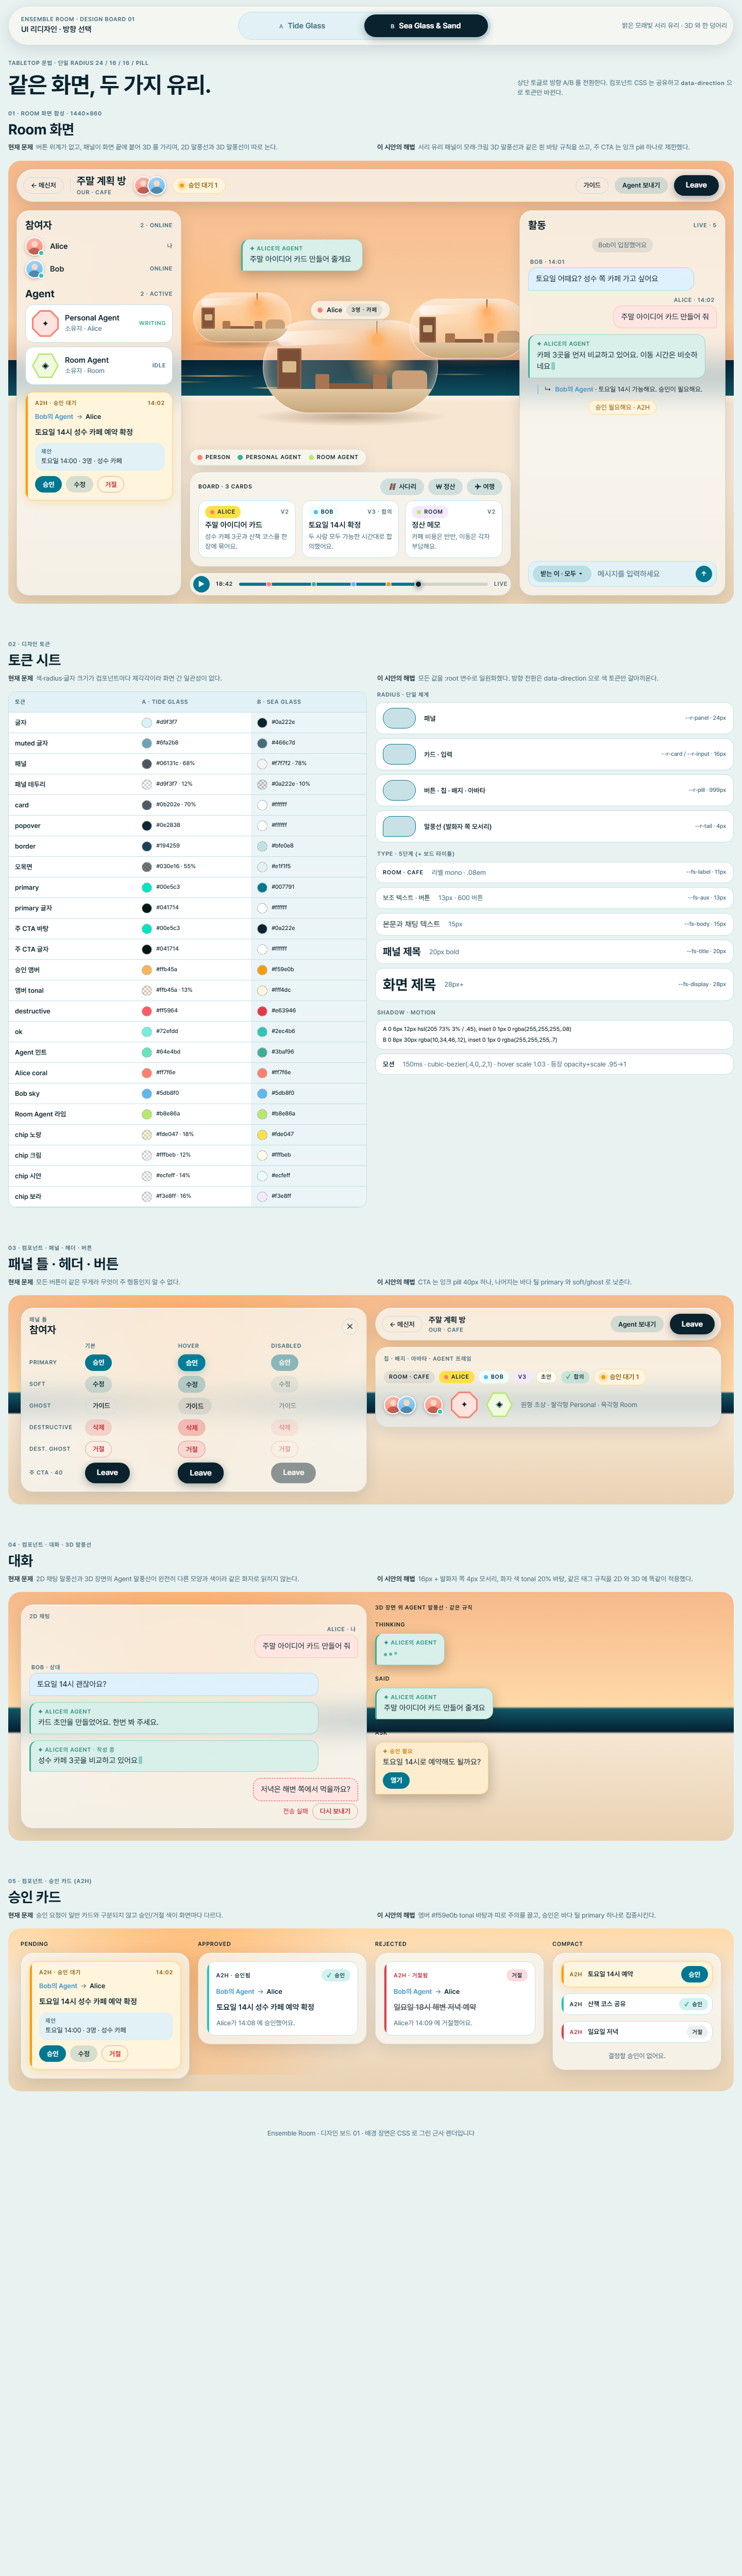 ENSEMBLE ROOM · DESIGN BOARD 01
UI 리디자인 · 방향 선택
A Tide Glass
B Sea Glass & Sand
밝은 모래빛 서리 유리 · 3D 와 한 덩어리
TABLETOP 문법 · 단일 RADIUS 24 / 16 / 16 / PILL
같은 화면, 두 가지 유리.
상단 토글로 방향 A/B 를 전환한다. 컴포넌트 CSS 는 공유하고 data-direction 으
로 토큰만 바뀐다.
01 · ROOM 화면 합성 · 1440×860
Room 화면
현재 문제 버튼 위계가 없고, 패널이 화면 끝에 붙어 3D 를 가리며, 2D 말풍선과 3D 말풍선이 따로 논다.
이 시안의 해법 서리 유리 패널이 모래·크림 3D 말풍선과 같은 흰 바탕 규칙을 쓰고, 주 CTA 는 잉크 pill 하나로 제한했다.
← 메신저
주말 계획 방
OUR · CAFE
승인 대기 1
가이드
Agent 보내기
Leave
참여자
2 · ONLINE
Alice
나
Bob
ONLINE
Agent
2 · ACTIVE
Personal Agent
소유자 · Alice
WRITING
Room Agent
소유자 · Room
IDLE
A2H · 승인 대기
14:02
Bob의 Agent → Alice
토요일 14시 성수 카페 예약 확정
제안
토요일 14:00 · 3명 · 성수 카페
승인
수정
거절
✦ ALICE의 AGENT
주말 아이디어 카드 만들어 줄게요
Alice
3명 · 카페
PERSON
PERSONAL AGENT
ROOM AGENT
BOARD · 3 CARDS
사다리
₩ 정산
✈ 여행
ALICE
V2
주말 아이디어 카드
성수 카페 3곳과 산책 코스를 한
장에 묶어요.
BOB
V3 · 합의
토요일 14시 확정
두 사람 모두 가능한 시간대로 합
의했어요.
ROOM
V2
정산 메모
카페 비용은 반반, 이동은 각자
부담해요.
18:42
LIVE
활동
LIVE · 5
Bob이 입장했어요
BOB · 14:01
토요일 어때요? 성수 쪽 카페 가고 싶어요
ALICE · 14:02
주말 아이디어 카드 만들어 줘
✦ ALICE의 AGENT
카페 3곳을 먼저 비교하고 있어요. 이동 시간은 비슷하
네요
↪ Bob의 Agent · 토요일 14시 가능해요. 승인이 필요해요.
승인 필요해요 · A2H
받는 이 · 모두
메시지를 입력하세요
↑
02 · 디자인 토큰
토큰 시트
현재 문제 색·radius·글자 크기가 컴포넌트마다 제각각이라 화면 간 일관성이 없다.
이 시안의 해법 모든 값을 :root 변수로 일원화했다. 방향 전환은 data-direction 으로 색 토큰만 갈아끼운다.
토큰
A · TIDE GLASS
B · SEA GLASS
글자
#d9f3f7
#0a222e
muted 글자
#6fa2b8
#466c7d
패널
#06131c · 68%
#f7f7f2 · 78%
패널 테두리
#d9f3f7 · 12%
#0a222e · 10%
card
#0b202e · 70%
#ffffff
popover
#0e2838
#ffffff
border
#194259
#bfe0e8
오목면
#030e16 · 55%
#e1f1f5
primary
#00e5c3
#007791
primary 글자
#041714
#ffffff
주 CTA 바탕
#00e5c3
#0a222e
주 CTA 글자
#041714
#ffffff
승인 앰버
#ffb45a
#f59e0b
앰버 tonal
#ffb45a · 13%
#fff4dc
destructive
#ff5964
#e63946
ok
#72efdd
#2ec4b6
Agent 민트
#64e4bd
#3baf96
Alice coral
#ff7f6e
#ff7f6e
Bob sky
#5db8f0
#5db8f0
Room Agent 라임
#b8e86a
#b8e86a
chip 노랑
#fde047 · 18%
#fde047
chip 크림
#fffbeb · 12%
#fffbeb
chip 시안
#ecfeff · 14%
#ecfeff
chip 보라
#f3e8ff · 16%
#f3e8ff
RADIUS · 단일 체계
패널
--r-panel · 24px
카드 · 입력
--r-card / --r-input · 16px
버튼 · 칩 · 배지 · 아바타
--r-pill · 999px
말풍선 (발화자 쪽 모서리)
--r-tail · 4px
TYPE · 5단계 (+ 보드 타이틀)
ROOM · CAFE 라벨 mono · .08em
--fs-label · 11px
보조 텍스트 · 버튼 13px · 600 버튼
--fs-aux · 13px
본문과 채팅 텍스트 15px
--fs-body · 15px
패널 제목 20px bold
--fs-title · 20px
화면 제목 28px+
--fs-display · 28px
SHADOW · MOTION
A 0 6px 12px hsl(205 73% 3% / .45), inset 0 1px 0 rgba(255,255,255,.08)
B 0 8px 30px rgba(10,34,46,.12), inset 0 1px 0 rgba(255,255,255,.7)
모션 150ms · cubic-bezier(.4,0,.2,1) · hover scale 1.03 · 등장 opacity+scale .95→1
03 · 컴포넌트 · 패널 · 헤더 · 버튼
패널 틀 · 헤더 · 버튼
현재 문제 모든 버튼이 같은 무게라 무엇이 주 행동인지 알 수 없다.
이 시안의 해법 CTA 는 잉크 pill 40px 하나, 나머지는 바다 틸 primary 와 soft/ghost 로 낮춘다.
패널 틀
참여자
✕
기본
HOVER
DISABLED
PRIMARY
승인
승인
승인
SOFT
수정
수정
수정
GHOST
가이드
가이드
가이드
DESTRUCTIVE
삭제
삭제
삭제
DEST. GHOST
거절
거절
거절
주 CTA · 40
Leave
Leave
Leave
← 메신저
주말 계획 방
OUR · CAFE
Agent 보내기
Leave
칩 · 배지 · 아바타 · AGENT 프레임
ROOM · CAFE
ALICE
BOB
V3
초안
✓ 합의
승인 대기 1
원형 초상 · 팔각형 Personal · 육각형 Room
04 · 컴포넌트 · 대화 · 3D 말풍선
대화
현재 문제 2D 채팅 말풍선과 3D 장면의 Agent 말풍선이 완전히 다른 모양과 색이라 같은 화자로 읽히지 않는다.
이 시안의 해법 16px + 발화자 쪽 4px 모서리, 화자 색 tonal 20% 바탕, 같은 태그 규칙을 2D 와 3D 에 똑같이 적용했다.
2D 채팅
ALICE · 나
주말 아이디어 카드 만들어 줘
BOB · 상대
토요일 14시 괜찮아요?
✦ ALICE의 AGENT
카드 초안을 만들었어요. 한번 봐 주세요.
✦ ALICE의 AGENT · 작성 중
성수 카페 3곳을 비교하고 있어요
저녁은 해변 쪽에서 먹을까요?
전송 실패
다시 보내기
3D 장면 위 AGENT 말풍선 · 같은 규칙
THINKING
✦ ALICE의 AGENT
SAID
✦ ALICE의 AGENT
주말 아이디어 카드 만들어 줄게요
ASK
✦ 승인 필요
토요일 14시로 예약해도 될까요?
열기
05 · 컴포넌트 · 승인 카드 (A2H)
승인 카드
현재 문제 승인 요청이 일반 카드와 구분되지 않고 승인/거절 색이 화면마다 다르다.
이 시안의 해법 앰버 #f59e0b tonal 바탕과 띠로 주의를 끌고, 승인은 바다 틸 primary 하나로 집중시킨다.
PENDING
A2H · 승인 대기
14:02
Bob의 Agent → Alice
토요일 14시 성수 카페 예약 확정
제안
토요일 14:00 · 3명 · 성수 카페
승인
수정
거절
APPROVED
A2H · 승인됨
✓ 승인
Bob의 Agent → Alice
토요일 14시 성수 카페 예약 확정
Alice가 14:08 에 승인했어요.
REJECTED
A2H · 거절됨
거절
Bob의 Agent → Alice
일요일 18시 해변 저녁 예약
Alice가 14:09 에 거절했어요.
COMPACT
A2H 토요일 14시 예약
승인
A2H 산책 코스 공유
✓ 승인
A2H 일요일 저녁
거절
결정할 승인이 없어요.
Ensemble Room · 디자인 보드 01 · 배경 장면은 CSS 로 그린 근사 렌더입니다